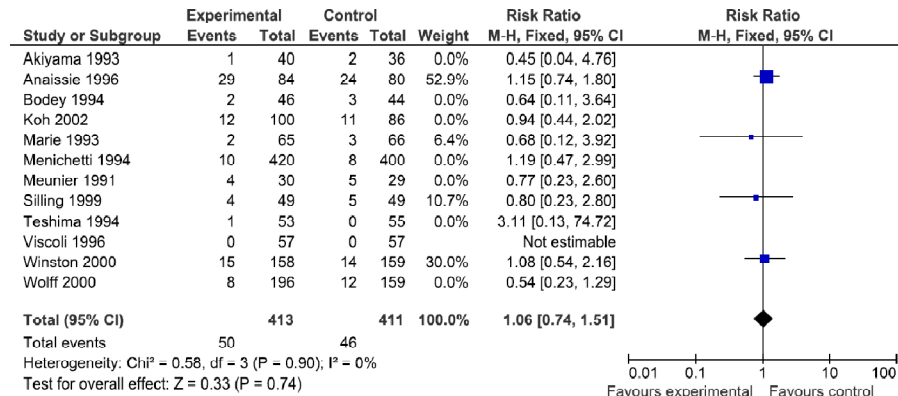 Experimental Control Risk Ratio Risk Ratio
Study or Subgroup Events Total Events Total Weight M-H, Fixed, 95% CI M-H, Fixed, 95% CI
Akiyama 1993 1 40 2 36 0.0% 0.45 [0.04, 4.76]
Anaissie 1996 29 84 24 80 52.9% 1.15 [0.74, 1.80]
Bodey 1994 2 46 3 44 0.0% 0.64 [0.11, 3.64]
Koh 2002 12 100 11 86 0.0% 0.94 [0.44, 2.02]
Marie 1993 2 65 3 66 6.4% 0.68 [0.12, 3.92]
Menichetti 1994 10 420 8 400 0.0% 1.19 [0.47, 2.99]
Meunier 1991 4 30 5 29 0.0% 0.77 [0.23, 2.60]
Silling 1999 4 49 5 49 10.7% 0.80 [0.23, 2.80]
Teshima 1994 1 53 0 55 0.0% 3.11 [0.13, 74.72]
Viscoli 1996 0 57 0 57 Not estimable
Winston 2000 15 158 14 159 30.0% 1.08 [0.54, 2.16]
Wolff 2000 8 196 12 159 0.0% 0.54 [0.23, 1.29]
Total (95% CI) 413 411 100.0% 1.06 [0.74, 1.51]
Total events 50 46
Heterogeneity: Chi² = 0.58, df = 3 (P = 0.90); I² = 0%
Test for overall effect: Z = 0.33 (P = 0.74)
0.01 0.1 1 10 100
Favours experimental Favours control